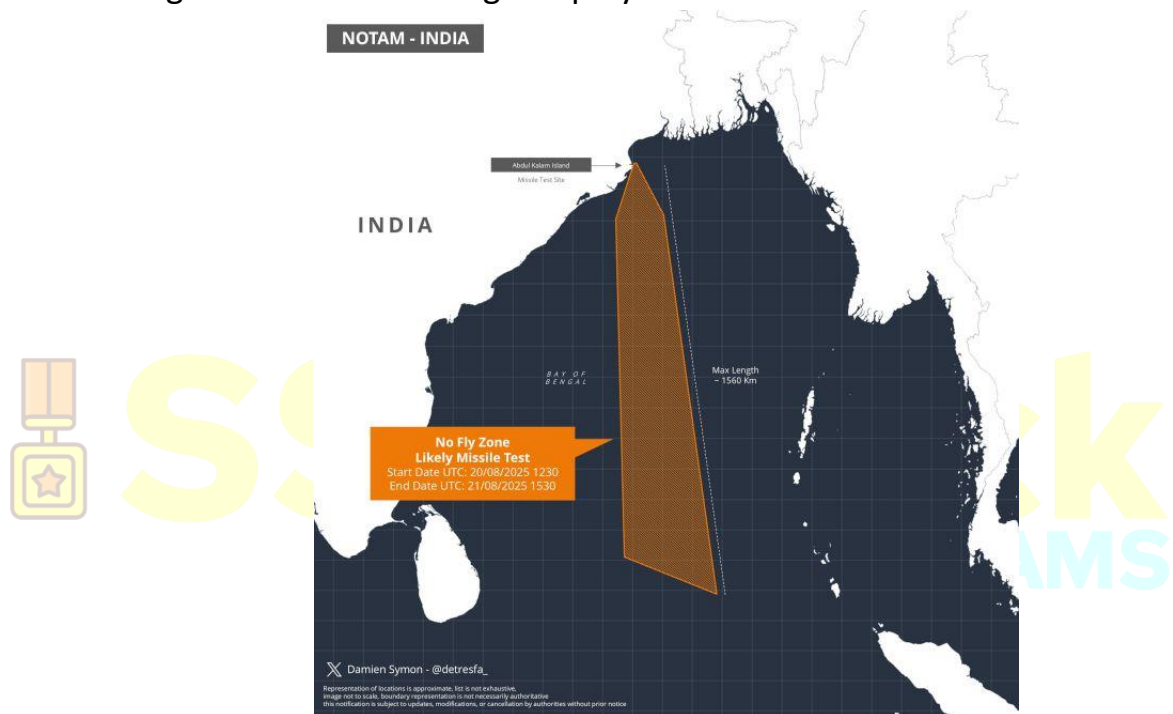 NOTAM - INDIA
Abdul Kalam Island
Missile Test Site
INDIA
BAY OF
BENGAL
Max Length
~ 1560 Km
No Fly Zone
Likely Missile Test
Start Date UTC: 20/08/2025 1230
End Date UTC: 21/08/2025 1530
AMS
Damien Symon - @detresfa_
Representation of locations is approximate, list is not exhaustive,
image not to scale, boundary representation is not necessarily authoritative
this notification is subject to updates, modifications, or cancellation by authorities without prior notice